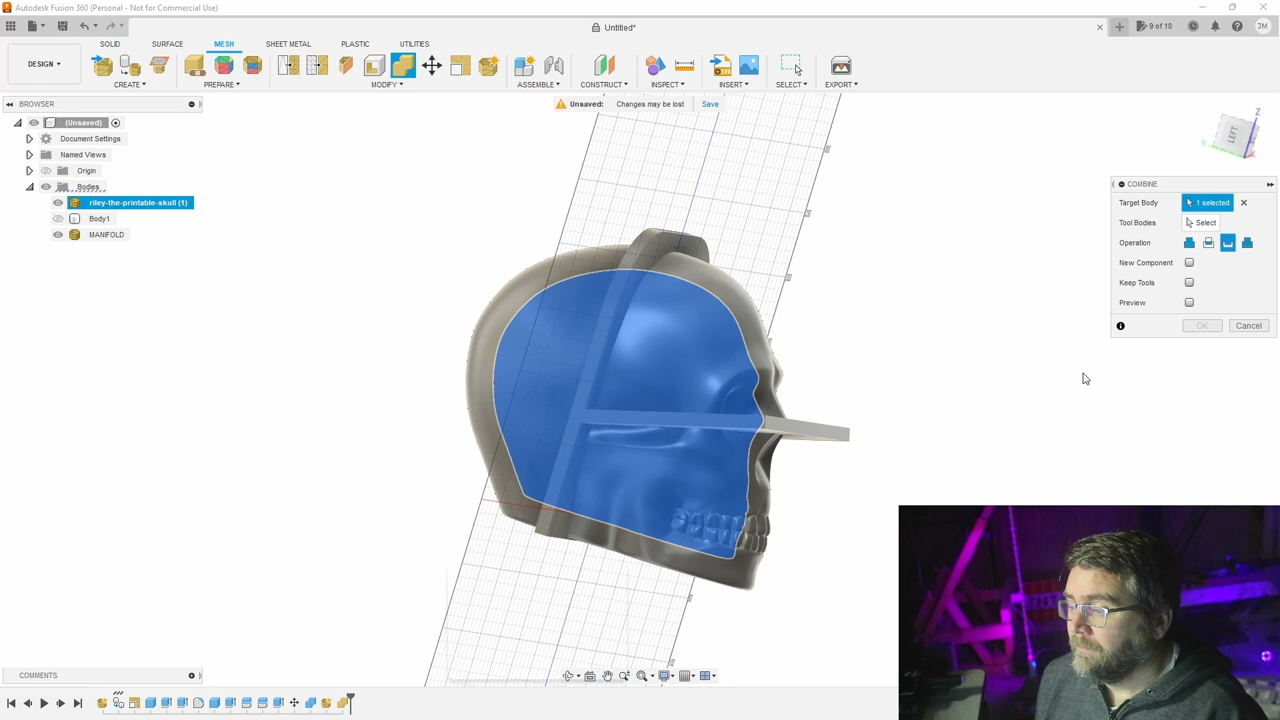 Autodesk Fusion 360 (Personal - Not for Commercial Use)
Untitled*
9 of 10
JM
DESIGN
SOLID SURFACE MESH SHEET METAL PLASTIC UTILITIES
CREATE PREPARE MODIFY ASSEMBLE CONSTRUCT INSPECT INSERT SELECT EXPORT
BROWSER
Unsaved: Changes may be lost Save
(Unsaved)
Document Settings
Named Views
Origin
Bodies
riley-the-printable-skull (1)
Body1
MANIFOLD
LEFT
Z
COMBINE
Target Body 1 selected
Tool Bodies Select
Operation
New Component
Keep Tools
Preview
OK Cancel
COMMENTS